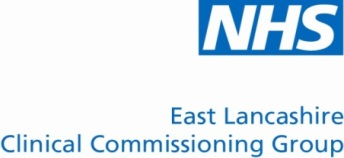 NHS
East Lancashire
Clinical Commissioning Group